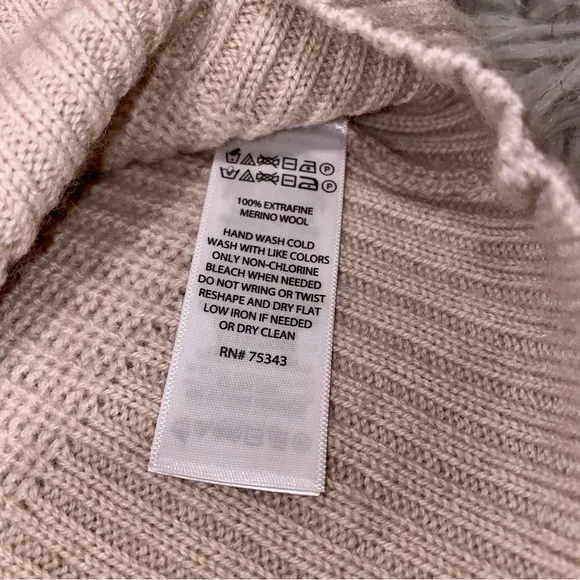 100% EXTRAFINE
MERINO WOOL
HAND WASH COLD
WASH WITH LIKE COLORS
ONLY NON-CHLORINE
BLEACH WHEN NEEDED
DO NOT WRING OR TWIST
RESHAPE AND DRY FLAT
LOW IRON IF NEEDED
OR DRY CLEAN
RN# 75343